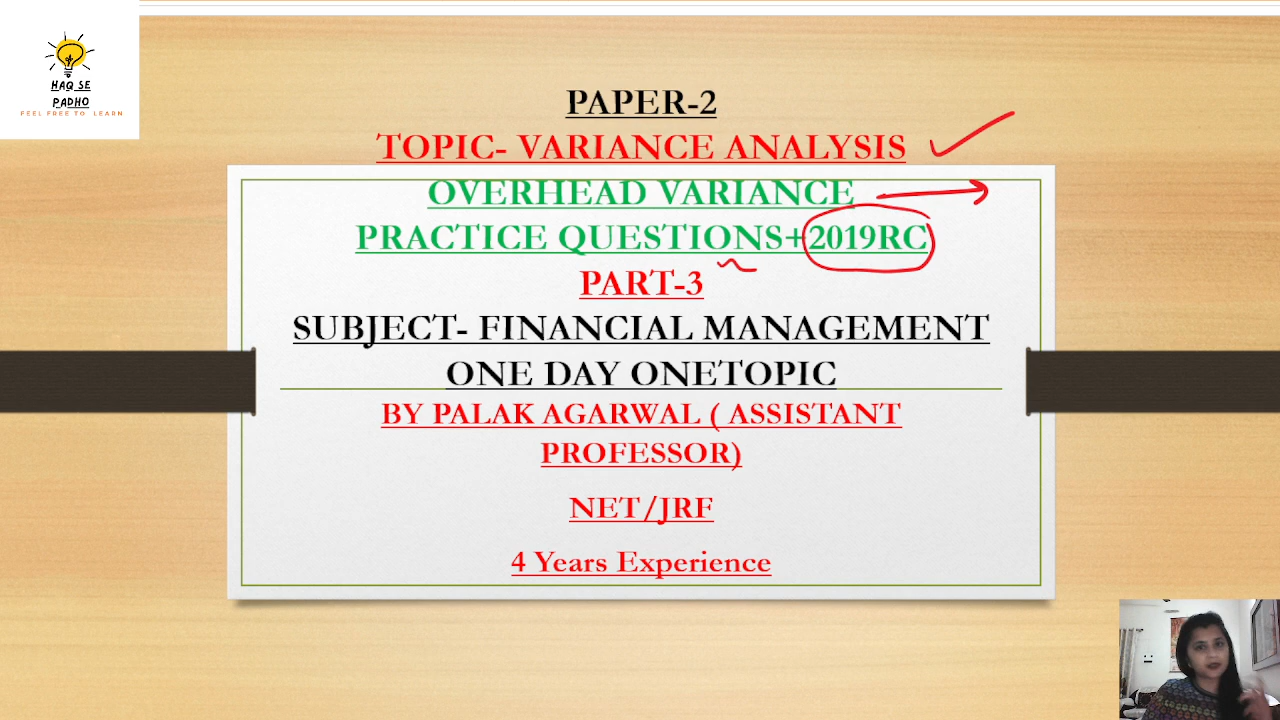 HAQ SE
PADHO
FEEL FREE TO LEARN
PAPER-2
TOPIC- VARIANCE ANALYSIS
OVERHEAD VARIANCE
PRACTICE QUESTIONS+2019RC
PART-3
SUBJECT- FINANCIAL MANAGEMENT
ONE DAY ONETOPIC
BY PALAK AGARWAL ( ASSISTANT
PROFESSOR)
NET/JRF
4 Years Experience